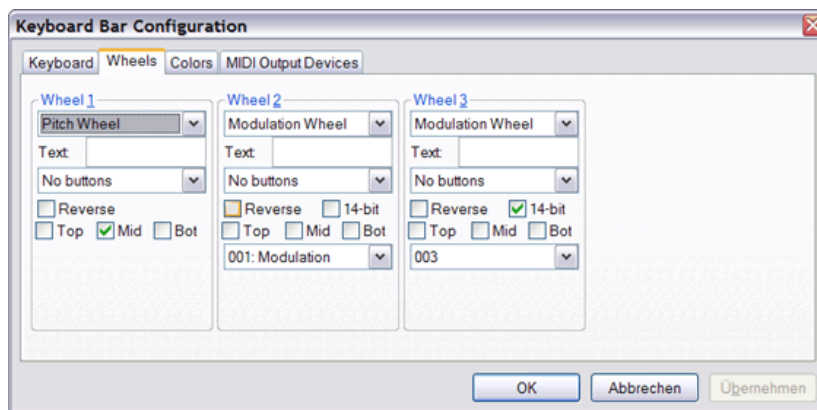 Keyboard Bar Configuration
Keyboard Wheels Colors MIDI Output Devices
Wheel 1 Wheel 2 Wheel 3
Pitch Wheel Modulation Wheel Modulation Wheel
Text Text Text
No buttons No buttons No buttons
Reverse Reverse 14-bit Reverse 14-bit
Top Mid Bot Top Mid Bot Top Mid Bot
001: Modulation 003
OK Abbrechen Übernehmen